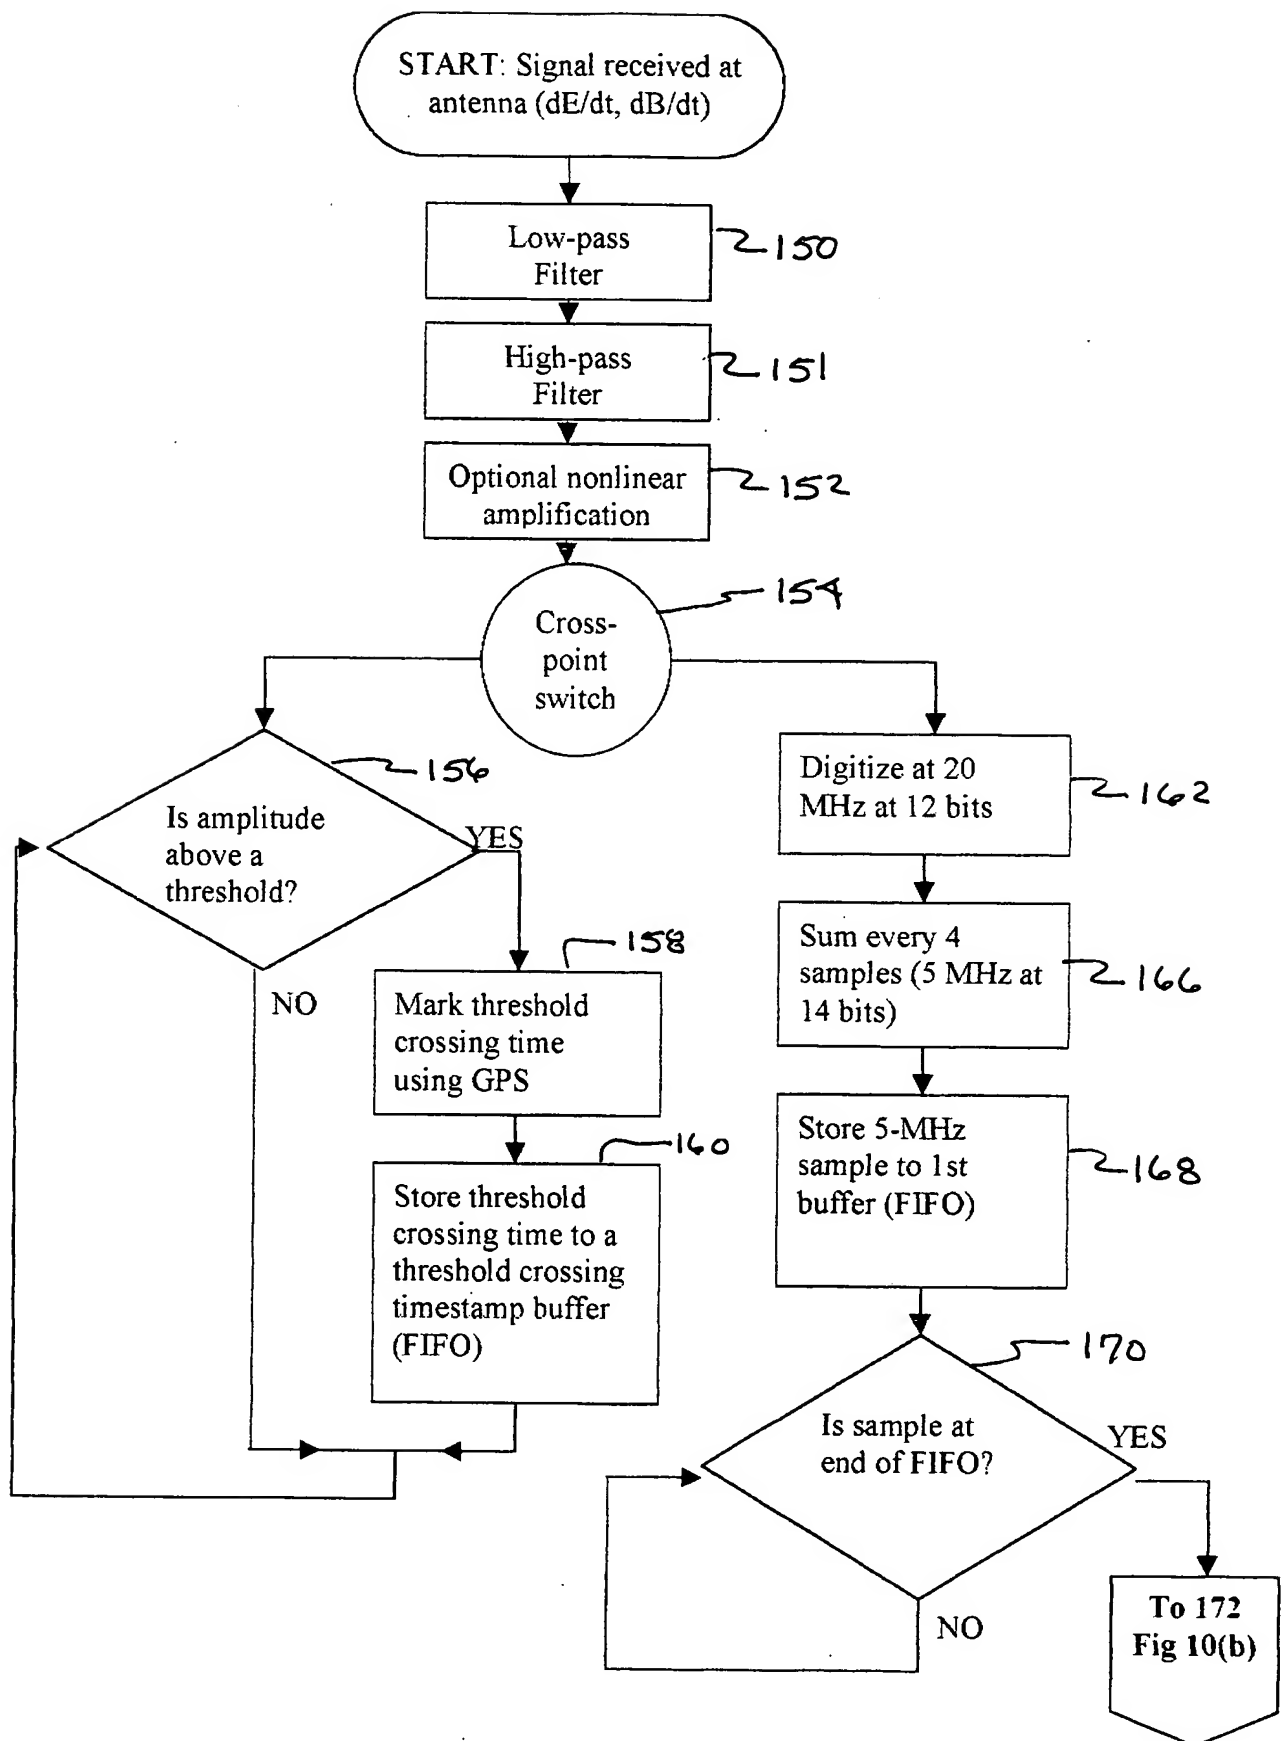 START: Signal received at
antenna (dE/dt, dB/dt)
Low-pass
Filter
150
High-pass
Filter
151
Optional nonlinear
amplification
152
Cross-
point
switch
154
Is amplitude
above a
threshold?
156
YES
NO
Mark threshold
crossing time
using GPS
158
Store threshold
crossing time to a
threshold crossing
timestamp buffer
(FIFO)
160
Digitize at 20
MHz at 12 bits
162
Sum every 4
samples (5 MHz at
14 bits)
166
Store 5-MHz
sample to 1st
buffer (FIFO)
168
Is sample at
end of FIFO?
170
YES
NO
To 172
Fig 10(b)